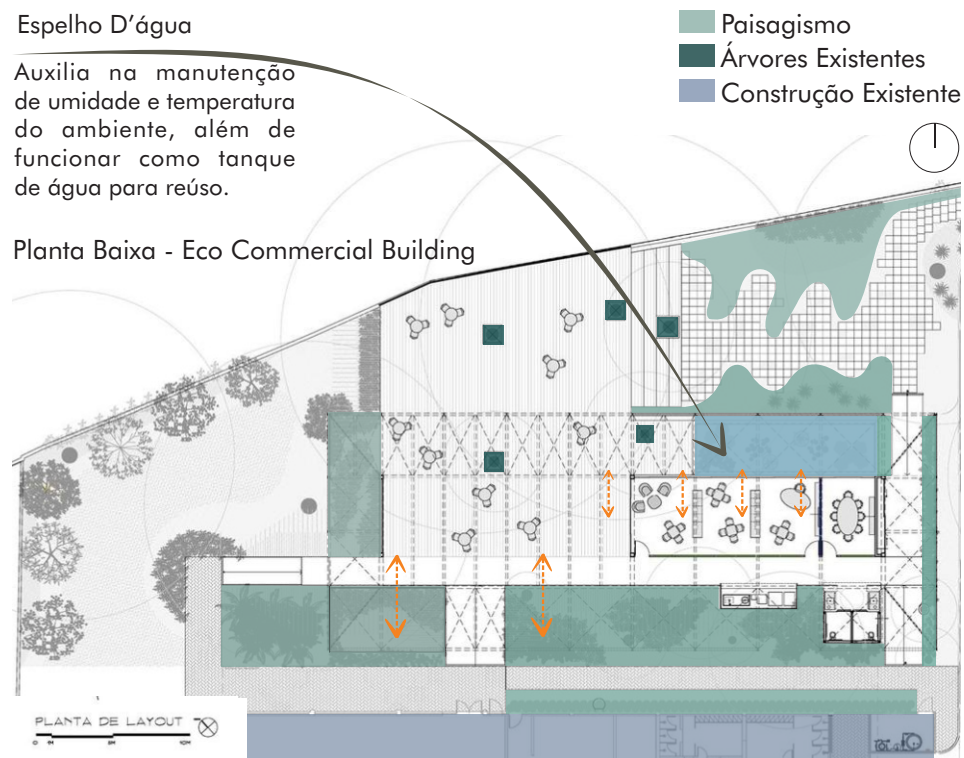 Espelho D’água
Auxilia na manutenção
de umidade e temperatura
do ambiente, além de
funcionar como tanque
de água para reúso.
Paisagismo
Árvores Existentes
Construção Existente
Planta Baixa - Eco Commercial Building
PLANTA DE LAYOUT